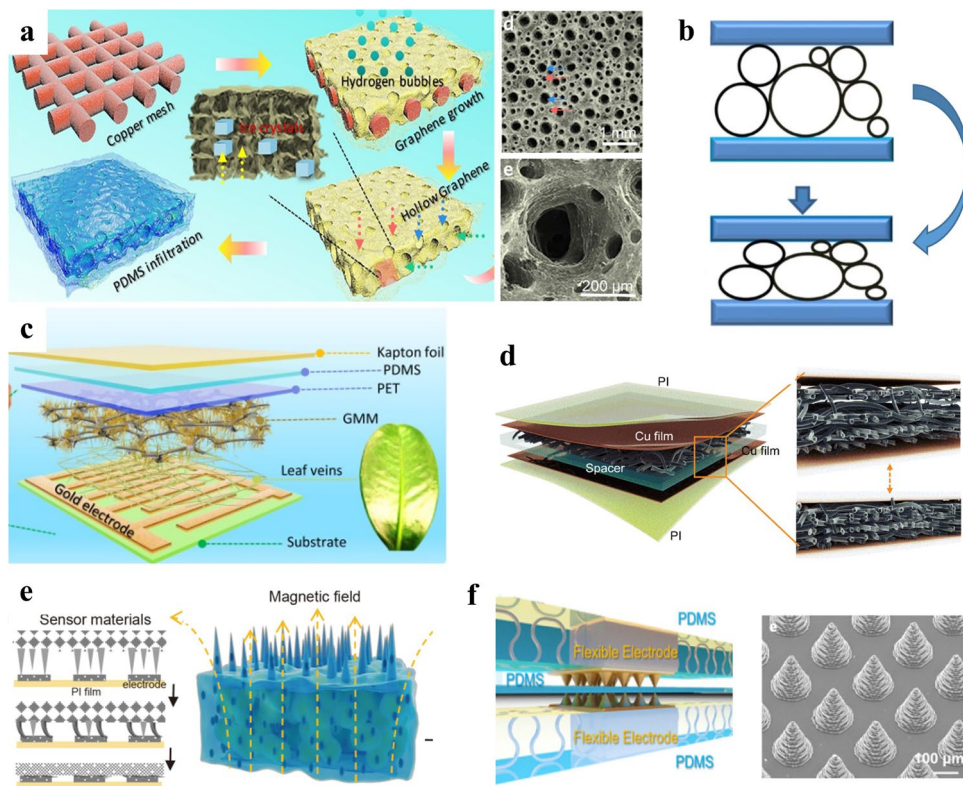 a
Copper mesh
Hydrogen bubbles
Graphene growth
Ice crystals
Hollow Graphene
PDMS infiltration
d
1 mm
e
200 μm
b
c
Kapton foil
PDMS
PET
GMM
Leaf veins
Gold electrode
Substrate
d
PI
Cu film
Cu film
Spacer
PI
e
Sensor materials
electrode
PI film
Magnetic field
f
PDMS
Flexible Electrode
PDMS
Flexible Electrode
PDMS
e
100 μm